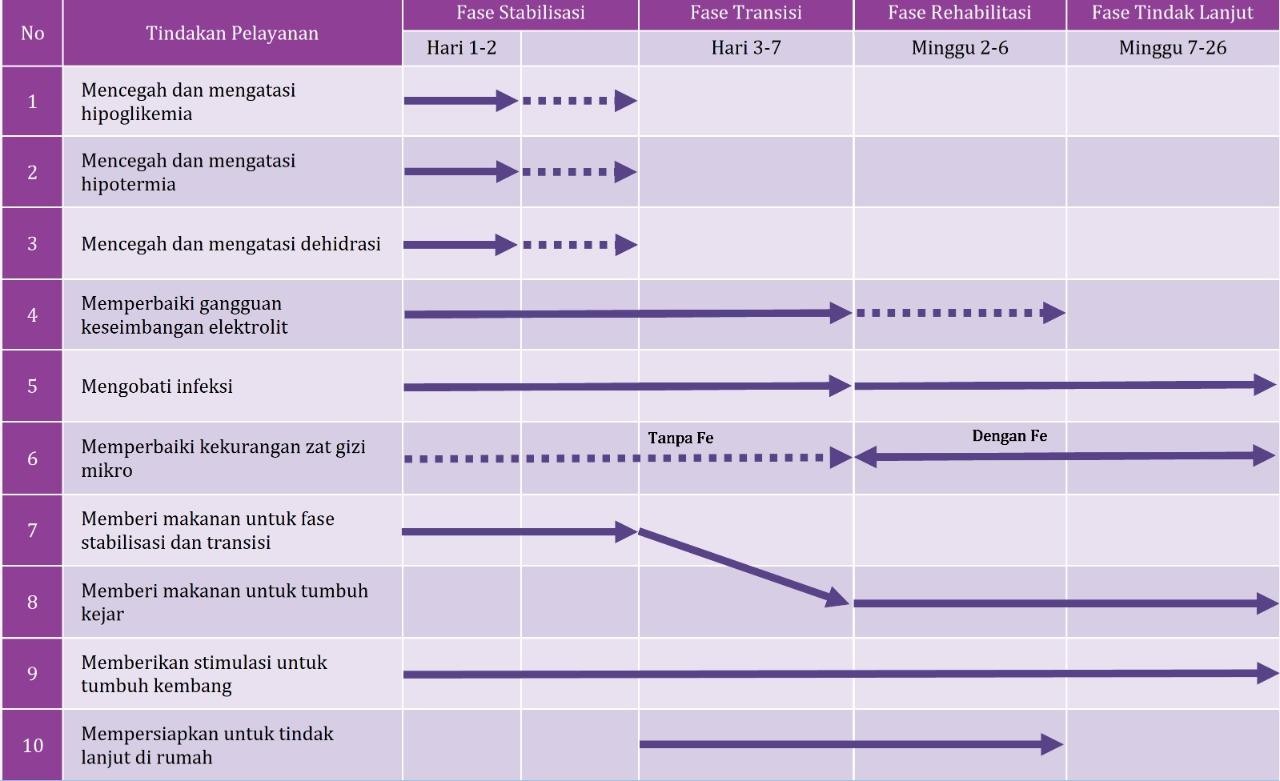 No
Tindakan Pelayanan
Fase Stabilisasi
Fase Transisi
Fase Rehabilitasi
Fase Tindak Lanjut
Hari 1-2
Hari 3-7
Minggu 2-6
Minggu 7-26
1
Mencegah dan mengatasi
hipoglikemia
2
Mencegah dan mengatasi
hipotermia
3
Mencegah dan mengatasi dehidrasi
4
Memperbaiki gangguan
keseimbangan elektrolit
5
Mengobati infeksi
6
Memperbaiki kekurangan zat gizi
mikro
Tanpa Fe
Dengan Fe
7
Memberi makanan untuk fase
stabilisasi dan transisi
8
Memberi makanan untuk tumbuh
kejar
9
Memberikan stimulasi untuk
tumbuh kembang
10
Mempersiapkan untuk tindak
lanjut di rumah